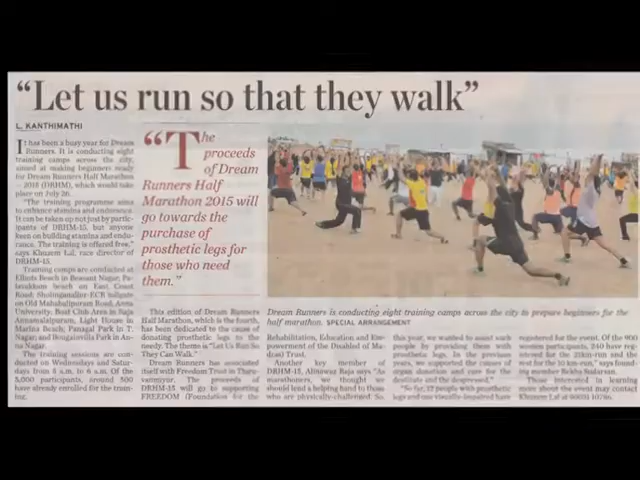 “Let us run so that they walk”
L. KANTHIMATHI
It has been a busy year for Dream
Runners. It is conducting eight
training camps across the city,
aimed at making beginners ready
for Dream Runners Half Marathon
- 2015 (DRHM), which would take
place on July 26.
“The training programme aims
to enhance stamina and endurance.
It can be taken up not just by partic-
ipants of DRHM-15, but anyone
keen on building stamina and endu-
rance. The training is offered free,”
says
race director of
DRHM-15.
Training camps are conducted at
Elliots Beach in Besant Nagar;
beach on East Coast
Road; Sholinganallur-ECR tollgate
on Old Mahabalipuram Road; Anna
University; Boat Club Area in Raja
Annamalaipuram; Light House in
Marina Beach; Panagal Park in T.
Nagar; and Bougainvilla Park in An-
na Nagar.
The training sessions are con-
ducted on Wednesdays and Satur-
days from 5 a.m. to 6 a.m. Of the
participants, around 500
have already enrolled for the train-
ing.
“The
proceeds
of Dream
Runners Half
Marathon 2015 will
go towards the
purchase of
prosthetic legs for
those who need
them.”
This edition of Dream Runners
Half Marathon, which is the fourth,
has been dedicated to the cause of
donating prosthetic legs to the
needy. The theme is “Let Us Run So
They Can Walk.”
Dream Runners has associated
itself with Freedom Trust in Thiru-
vanmiyur. The proceeds of
DRHM-15 will go to supporting
FREEDOM (Foundation for the
Dream Runners is conducting eight training camps across the city to prepare beginners for the
half marathon. SPECIAL ARRANGEMENT
Rehabilitation, Education and Em-
powerment of the Disabled of Ma-
dras) Trust.
Another key member of
DRHM-15, Raja says “As
marathoners, we thought we
should lend a helping hand to those
who are physically-challenged. So,
this year, we wanted to assist such
people by providing them with
prosthetic legs. In the previous
years, we supported the causes of
organ donation and care for the
destitute and the depressed.”
“So far, 12 people with prosthetic
legs and one visually-impaired have
registered for the event. Of the 900
women participants, 240 have reg-
istered for the 21km-run and the
rest for the 10 km-run,” says found-
ing member Rekha Sudarsan.
Those interested in learning
more about the event may contact